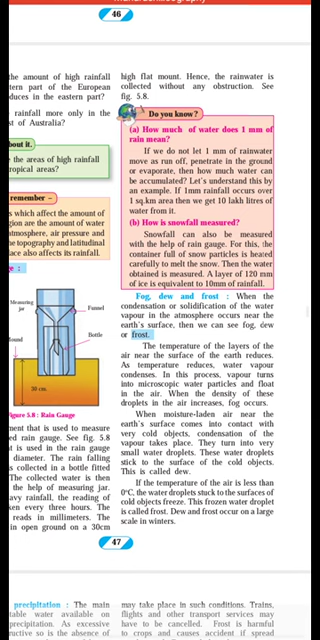 46
the amount of high rainfall
tern part of the European
duces in the eastern part?
rainfall more only in the
st of Australia?
bout it.
the areas of high rainfall
ropical areas?
remember –
s which affect the amount of
gion are the amount of water
atmosphere, air pressure and
he topography and latitudinal
lace also affects its rainfall.
ge :
Measuring
jar
Funnel
Bottle
30 cm.
Figure 5.8 : Rain Gauge
ment that is used to measure
ed rain gauge. See fig. 5.8
t is used in the rain gauge
diameter. The rain falling
is collected in a bottle fitted
The collected water is then
the help of measuring jar.
avy rainfall, the reading of
ken every three hours. The
reads in millimeters. The
in open ground on a 30cm
high flat mount. Hence, the rainwater is
collected without any obstruction. See
fig. 5.8.
Do you know?
(a) How much of water does 1 mm of
rain mean?
If we do not let 1 mm of rainwater
move as run off, penetrate in the ground
or evaporate, then how much water can
be accumulated? Let's understand this by
an example. If 1mm rainfall occurs over
1 sq.km area then we get 10 lakh litres of
water from it.
(b) How is snowfall measured?
Snowfall can also be measured
with the help of rain gauge. For this, the
container full of snow particles is heated
carefully to melt the snow. Then the water
obtained is measured. A layer of 120 mm
of ice is equivalent to 10mm of rainfall.
Fog, dew and frost : When the
condensation or solidification of the water
vapour in the atmosphere occurs near the
earth's surface, then we can see fog, dew
or frost.
The temperature of the layers of the
air near the surface of the earth reduces.
As temperature reduces, water vapour
condenses. In this process, vapour turns
into microscopic water particles and float
in the air. When the density of these
droplets in the air increases, fog occurs.
When moisture-laden air near the
earth's surface comes into contact with
very cold objects, condensation of the
vapour takes place. They turn into very
small water droplets. These water droplets
stick to the surface of the cold objects.
This is called dew.
If the temperature of the air is less than
0°C, the water droplets stuck to the surfaces of
cold objects freeze. This frozen water droplet
is called frost. Dew and frost occur on a large
scale in winters.
47
precipitation : The main
table water available on
precipitation. As excessive
ructive so is the absence of
may take place in such conditions. Trains,
flights and other transport services may
have to be cancelled. Frost is harmful
to crops and causes accident if spread